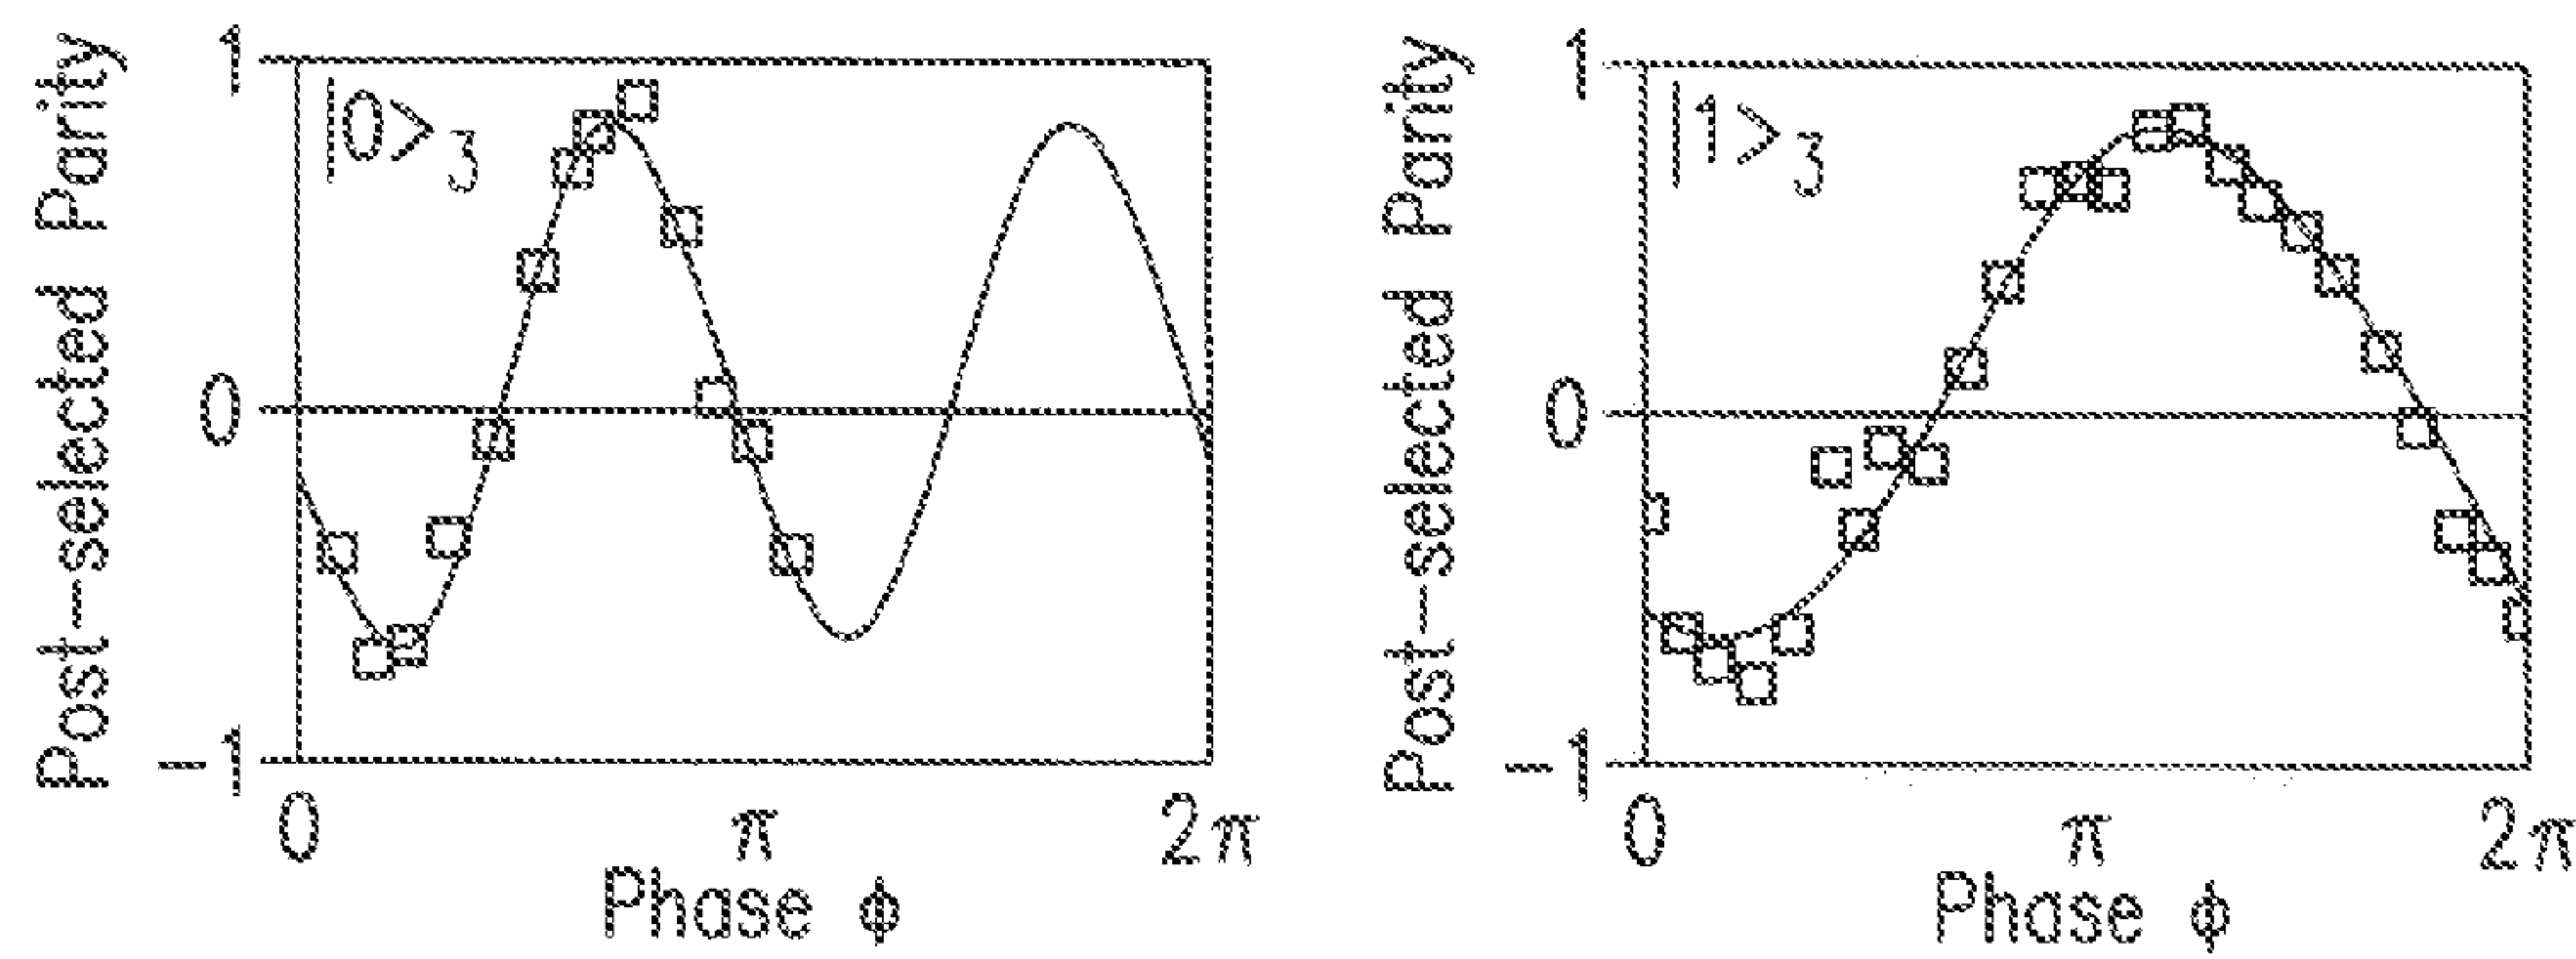 Post-selected Parity
1
0
-1
|0>3
0
π
2π
Phase ϕ
Post-selected Parity
1
0
-1
|1>3
0
π
2π
Phase ϕ